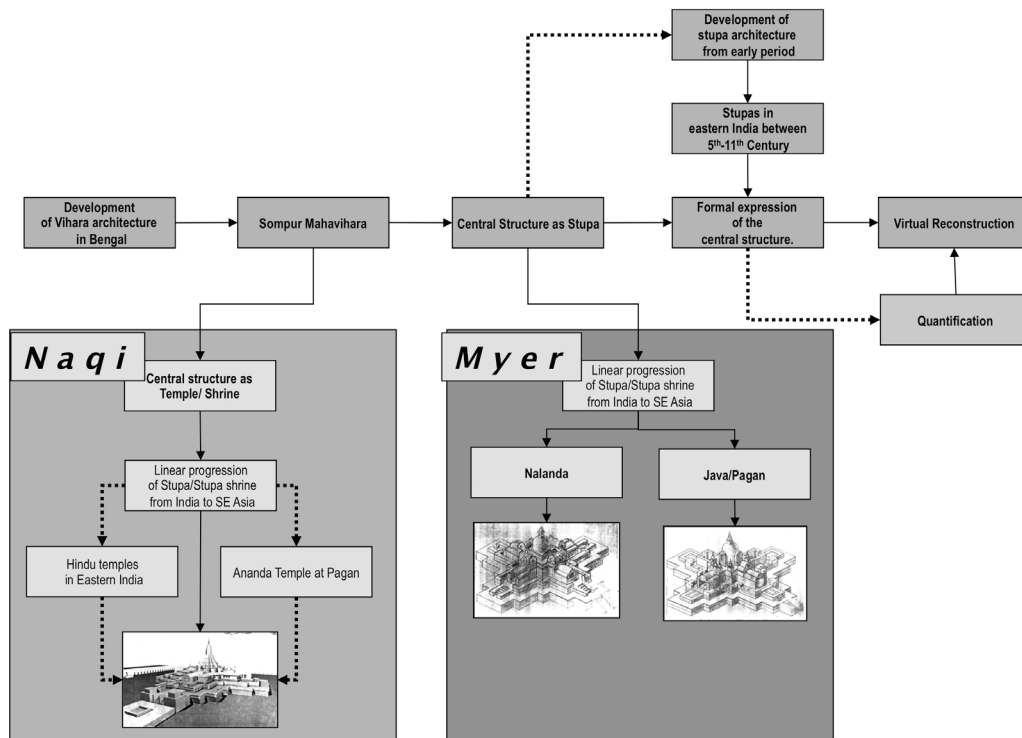 Development of
stupa architecture
from early period
Stupas in
eastern India between
5th-11th Century
Development
of Vihara architecture
in Bengal
Sompur Mahavihara
Central Structure as Stupa
Formal expression
of the
central structure.
Virtual Reconstruction
Quantification
Naqi
Central structure as
Temple/ Shrine
Linear progression
of Stupa/Stupa shrine
from India to SE Asia
Hindu temples
in Eastern India
Ananda Temple at Pagan
Myer
Linear progression
of Stupa/Stupa shrine
from India to SE Asia
Nalanda
Java/Pagan